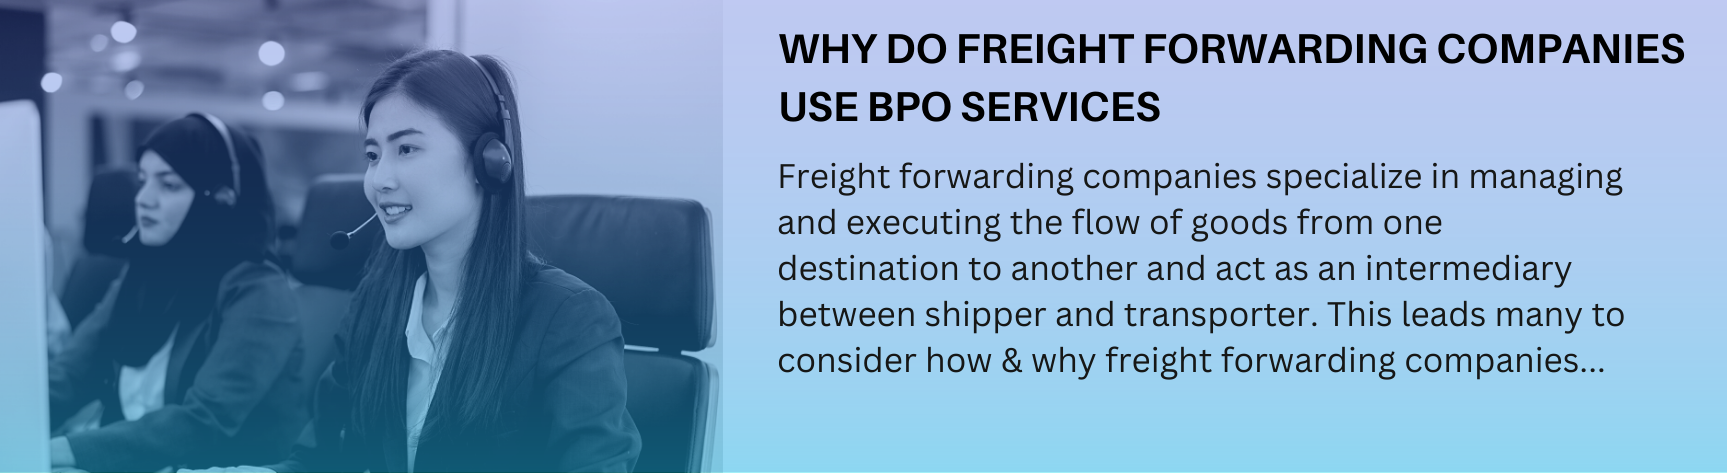 WHY DO FREIGHT FORWARDING COMPANIES
USE BPO SERVICES
Freight forwarding companies specialize in managing
and executing the flow of goods from one
destination to another and act as an intermediary
between shipper and transporter. This leads many to
consider how & why freight forwarding companies...